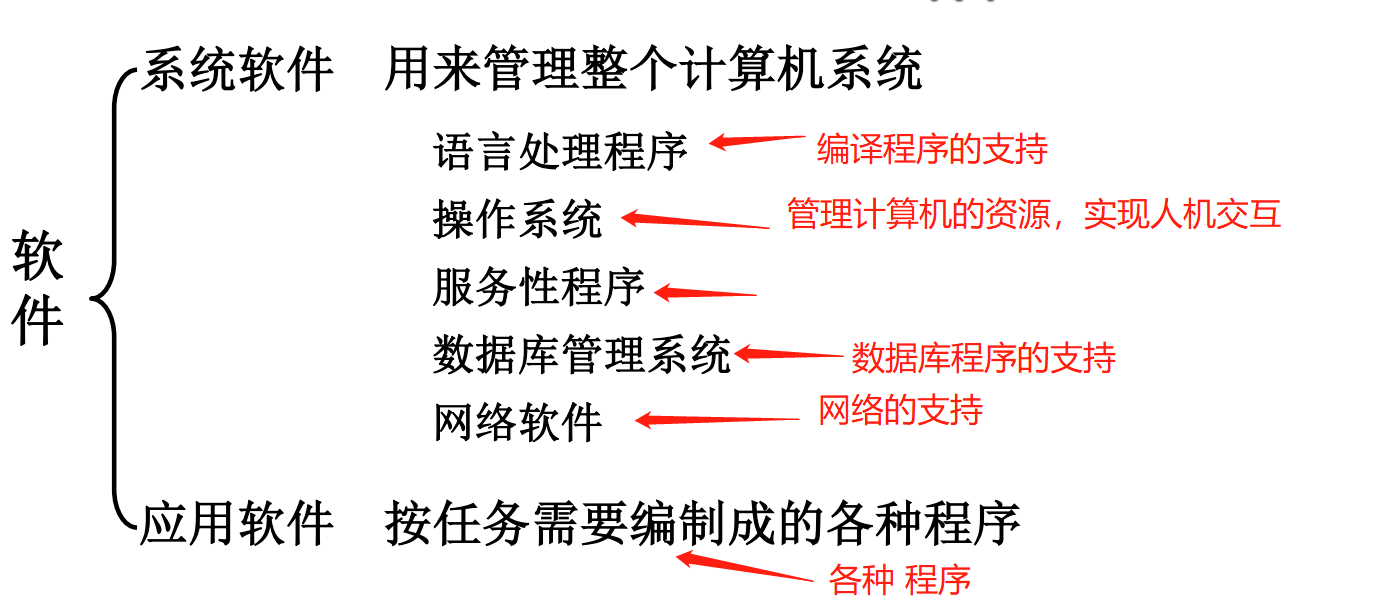 系统软件 用来管理整个计算机系统
语言处理程序 编译程序的支持
操作系统 管理计算机的资源，实现人机交互
软件
服务性程序
数据库管理系统 数据库程序的支持
网络软件 网络的支持
应用软件 按任务需要编制成的各种程序
各种 程序